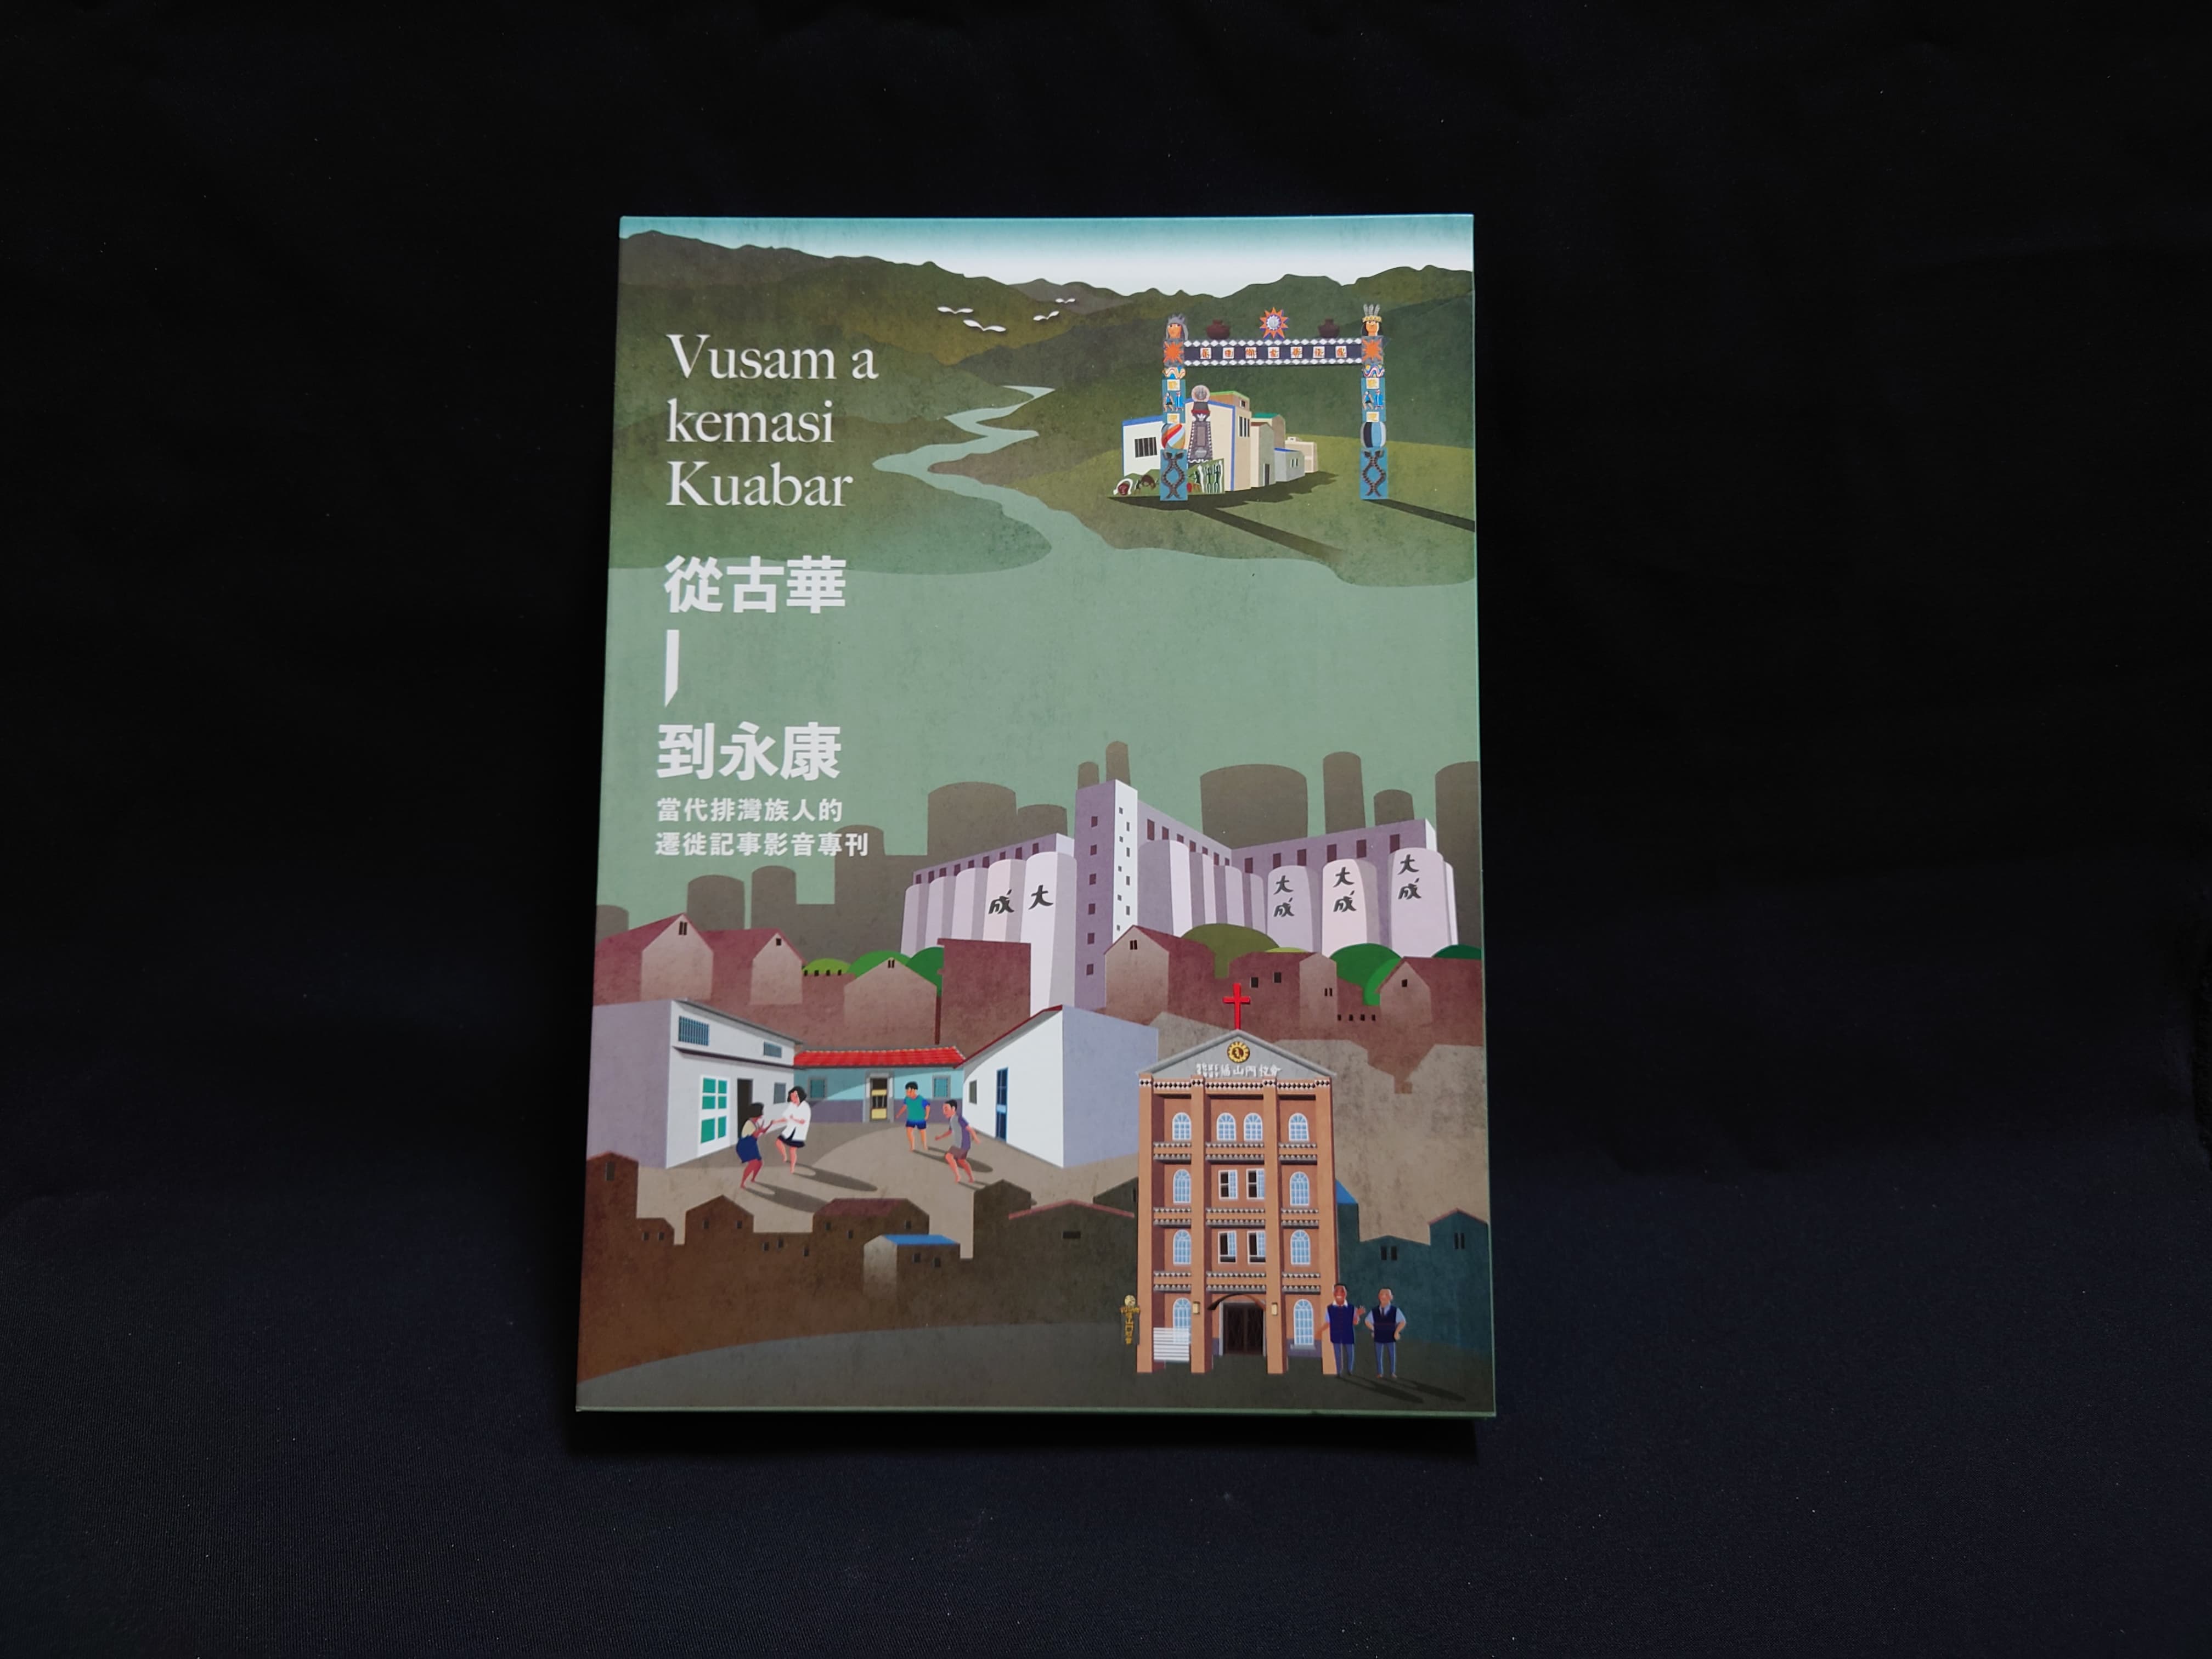 Vusam a
kemasi
Kuabar
從古華
到永康
當代排灣族人的
遷徙記事影音專刊
成大
大成
大成
大成